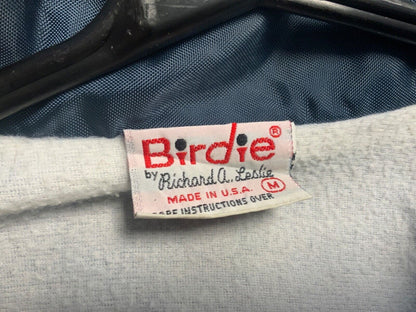 Birdie®
by Richard A. Leslie
MADE IN U.S.A. M
CARE INSTRUCTIONS OVER